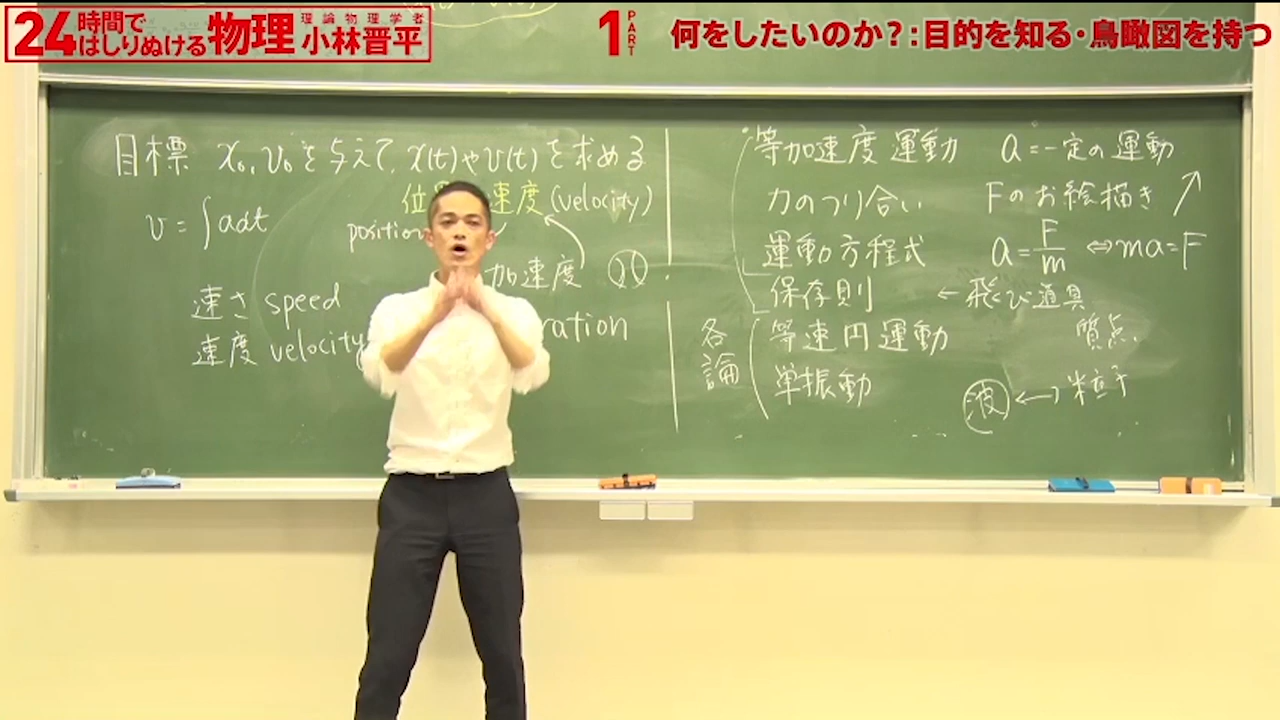 24時間で
はしりぬける物理
理論物理学者
小林晋平
PART
1
何をしたいのか?:目的を知る・鳥瞰図を持つ
目標 x₀, v₀を与えて, x(t)やv(t)を求める
速度(velocity)
position
v = ∫adt
加速度
速さ speed
速度 velocity
ration
等加速度運動 a=一定の運動
力のつり合い Fのお絵描き
運動方程式 a=F/m ⇔ma=F
保存則 ← 飛び道具
各論
等速円運動 質点
単振動
波 ↔ 粒子